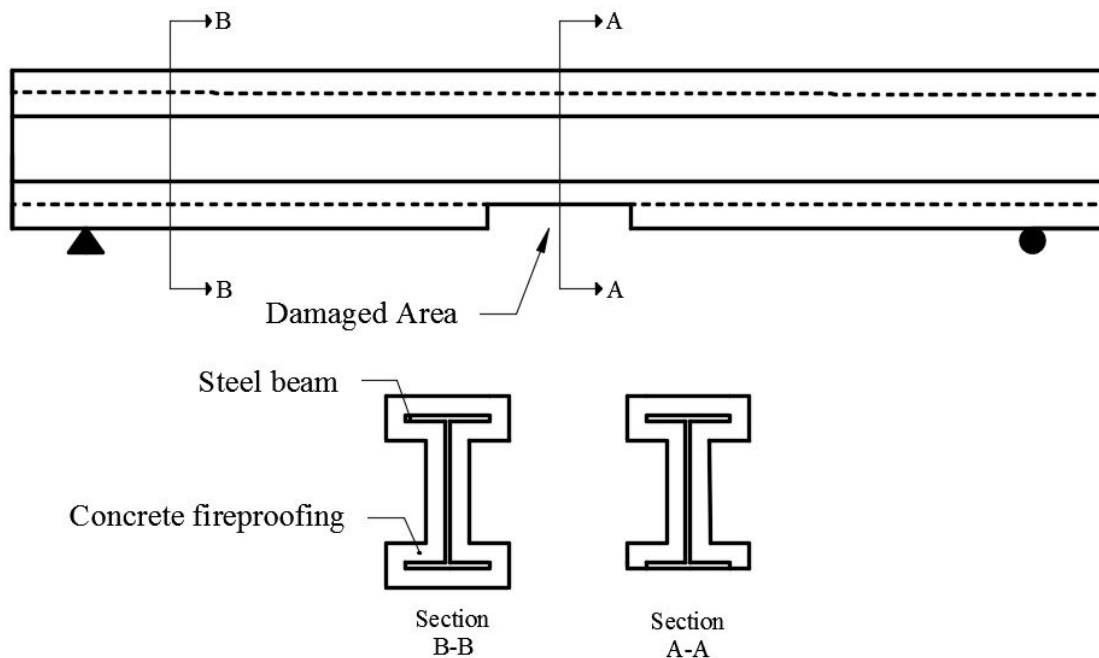 B
A
B
A
Damaged Area
Steel beam
Concrete fireproofing
Section
B-B
Section
A-A